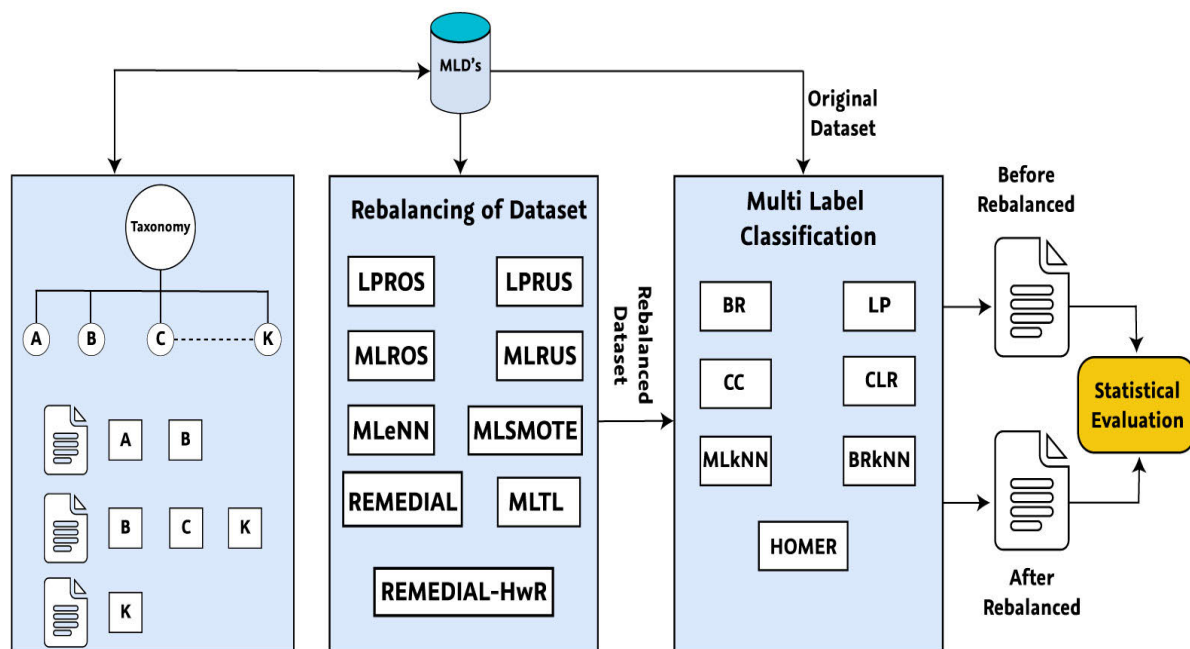 MLD's
Original
Dataset
Taxonomy
A
B
C
K
A
B
B
C
K
K
Rebalancing of Dataset
LPROS
LPRUS
MLROS
MLRUS
MLeNN
MLSMOTE
REMEDIAL
MLTL
REMEDIAL-HwR
Rebalanced
Dataset
Multi Label
Classification
BR
LP
CC
CLR
MLkNN
BRkNN
HOMER
Before
Rebalanced
Statistical
Evaluation
After
Rebalanced